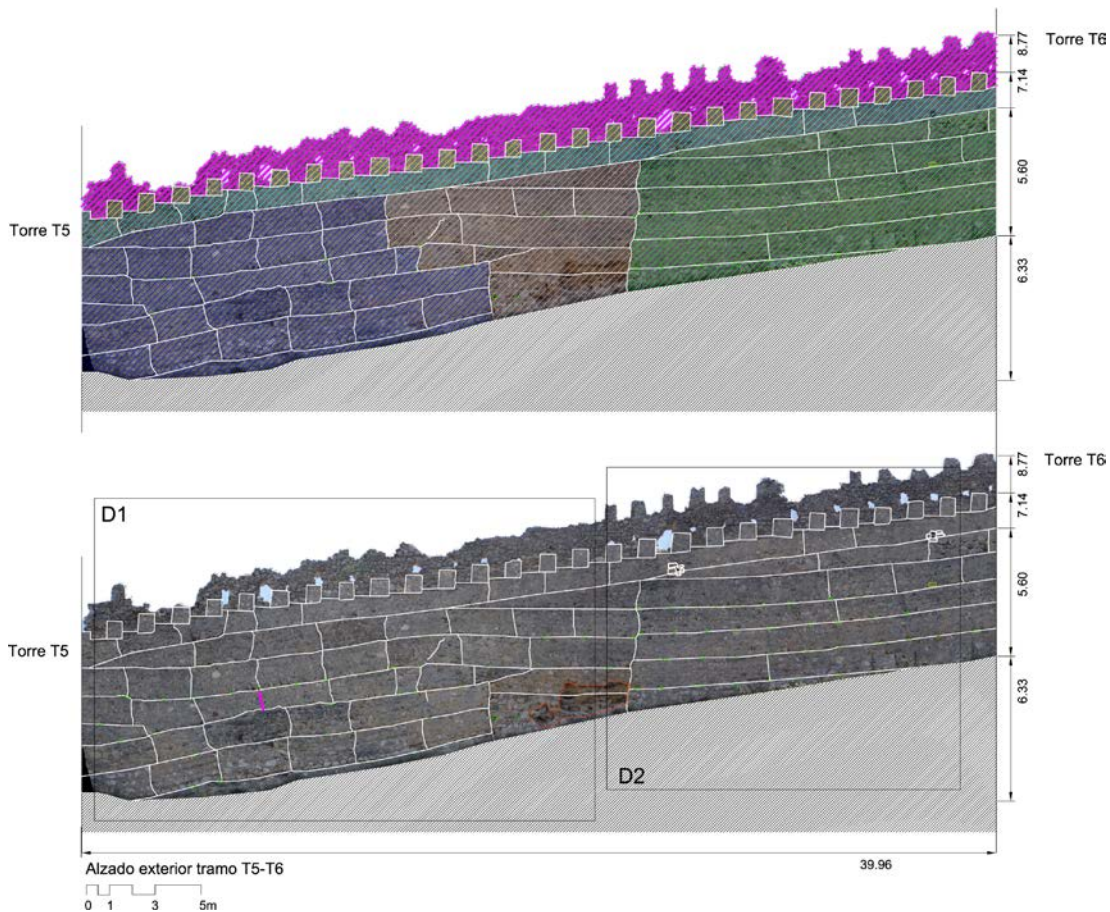 Torre T6
8.77
7.14
5.60
6.33
Torre T5
Torre T6
8.77
7.14
5.60
6.33
D1
D2
Torre T5
39.96
Alzado exterior tramo T5-T6
0 1 3 5m